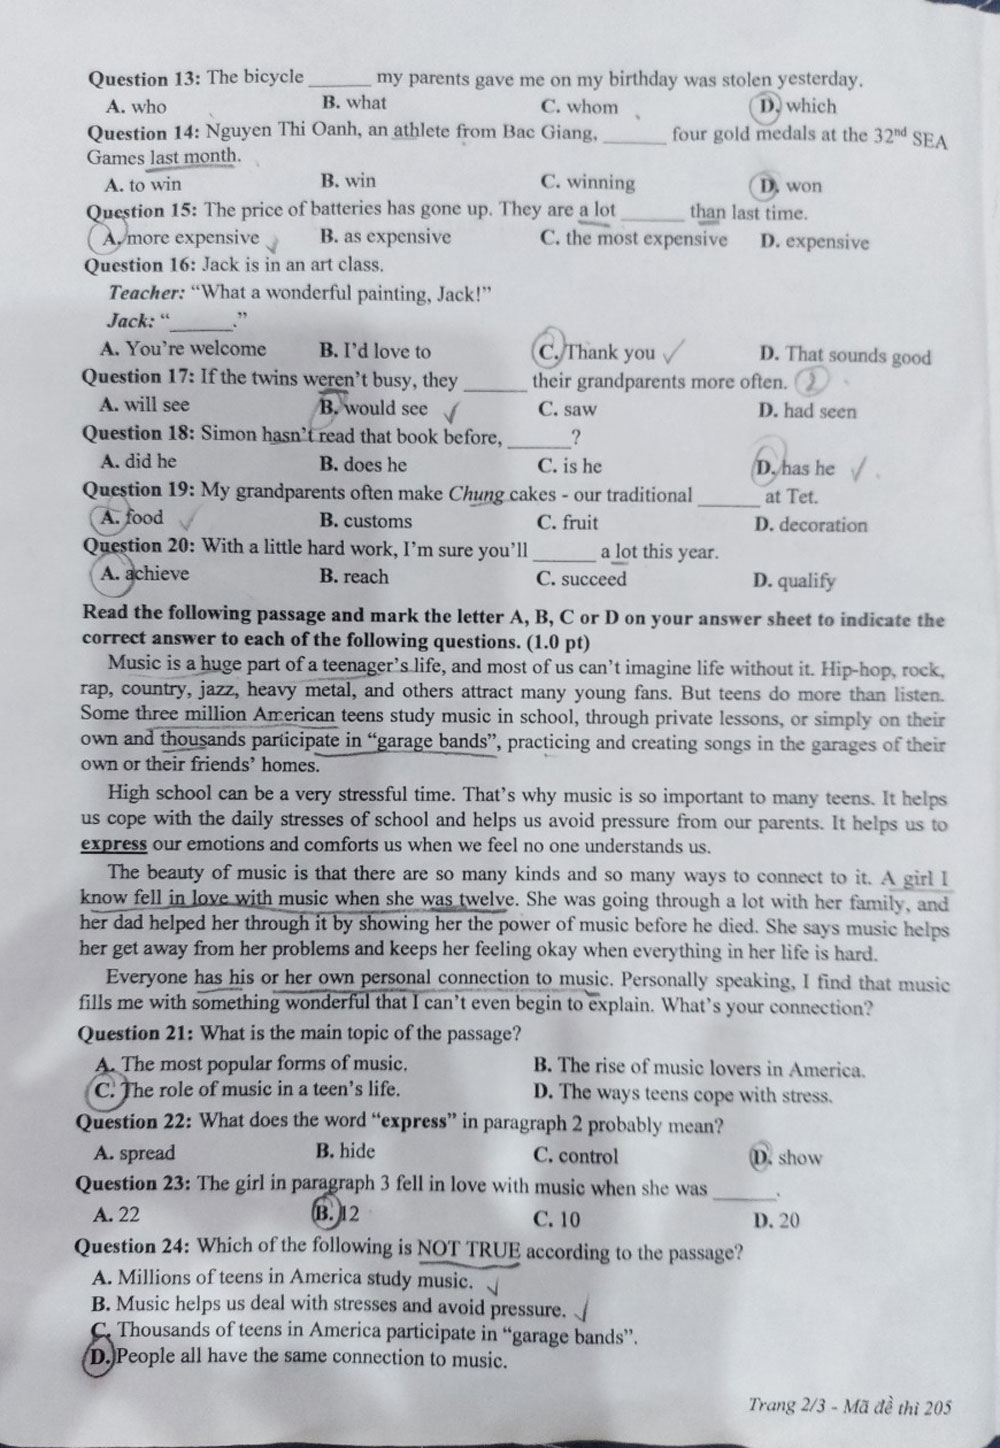 Question 13: The bicycle ______ my parents gave me on my birthday was stolen yesterday.
A. who B. what C. whom D. which
Question 14: Nguyen Thi Oanh, an athlete from Bac Giang, ______ four gold medals at the 32nd SEA
Games last month.
A. to win B. win C. winning D. won
Question 15: The price of batteries has gone up. They are a lot ______ than last time.
A. more expensive B. as expensive C. the most expensive D. expensive
Question 16: Jack is in an art class.
Teacher: “What a wonderful painting, Jack!”
Jack: “______.”
A. You’re welcome B. I’d love to C. Thank you D. That sounds good
Question 17: If the twins weren’t busy, they ______ their grandparents more often. 2
A. will see B. would see C. saw D. had seen
Question 18: Simon hasn’t read that book before, ______?
A. did he B. does he C. is he D. has he
Question 19: My grandparents often make Chung cakes - our traditional ______ at Tet.
A. food B. customs C. fruit D. decoration
Question 20: With a little hard work, I’m sure you’ll ______ a lot this year.
A. achieve B. reach C. succeed D. qualify
Read the following passage and mark the letter A, B, C or D on your answer sheet to indicate the
correct answer to each of the following questions. (1.0 pt)
Music is a huge part of a teenager’s life, and most of us can’t imagine life without it. Hip-hop, rock,
rap, country, jazz, heavy metal, and others attract many young fans. But teens do more than listen.
Some three million American teens study music in school, through private lessons, or simply on their
own and thousands participate in “garage bands”, practicing and creating songs in the garages of their
own or their friends’ homes.
High school can be a very stressful time. That’s why music is so important to many teens. It helps
us cope with the daily stresses of school and helps us avoid pressure from our parents. It helps us to
express our emotions and comforts us when we feel no one understands us.
The beauty of music is that there are so many kinds and so many ways to connect to it. A girl I
know fell in love with music when she was twelve. She was going through a lot with her family, and
her dad helped her through it by showing her the power of music before he died. She says music helps
her get away from her problems and keeps her feeling okay when everything in her life is hard.
Everyone has his or her own personal connection to music. Personally speaking, I find that music
fills me with something wonderful that I can’t even begin to explain. What’s your connection?
Question 21: What is the main topic of the passage?
A. The most popular forms of music. B. The rise of music lovers in America.
C. The role of music in a teen’s life. D. The ways teens cope with stress.
Question 22: What does the word “express” in paragraph 2 probably mean?
A. spread B. hide C. control D. show
Question 23: The girl in paragraph 3 fell in love with music when she was ______.
A. 22 B. 12 C. 10 D. 20
Question 24: Which of the following is NOT TRUE according to the passage?
A. Millions of teens in America study music.
B. Music helps us deal with stresses and avoid pressure.
C. Thousands of teens in America participate in “garage bands”.
D. People all have the same connection to music.
Trang 2/3 - Mã đề thi 205